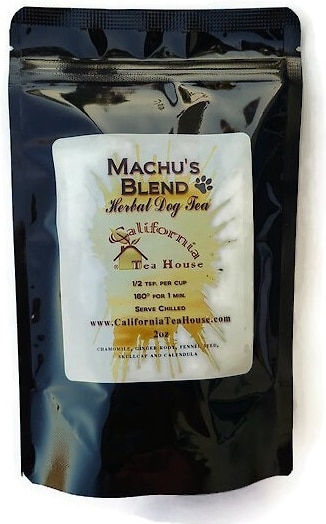 MACHU'S
BLEND
Herbal Dog Tea
California
® TEA HOUSE
1/2 TSP. PER CUP
180° FOR 1 MIN.
SERVE CHILLED
www.CaliforniaTeaHouse.com
2oz
CHAMOMILE, GINGER ROOT, FENNEL SEED,
SKULLCAP AND CALENDULA